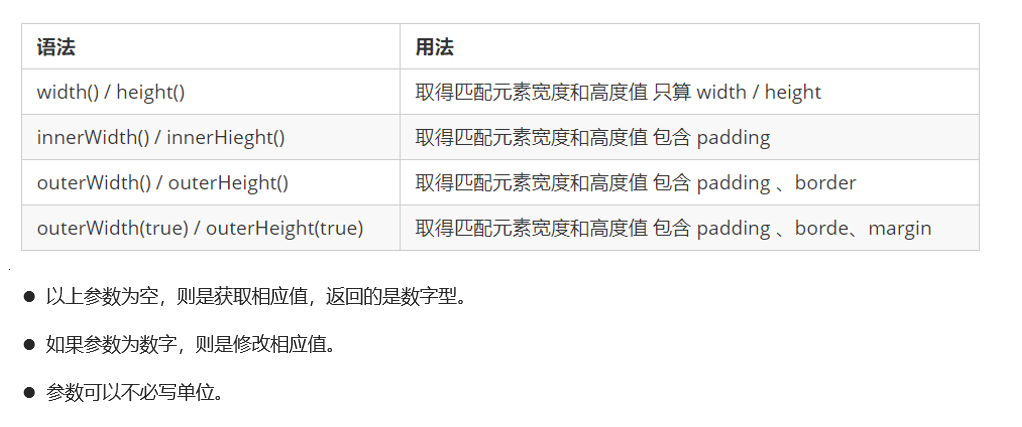 语法 用法
width() / height() 取得匹配元素宽度和高度值 只算 width / height
innerWidth() / innerHieght() 取得匹配元素宽度和高度值 包含 padding
outerWidth() / outerHeight() 取得匹配元素宽度和高度值 包含 padding 、border
outerWidth(true) / outerHeight(true) 取得匹配元素宽度和高度值 包含 padding 、borde、margin
● 以上参数为空，则是获取相应值，返回的是数字型。
● 如果参数为数字，则是修改相应值。
● 参数可以不必写单位。